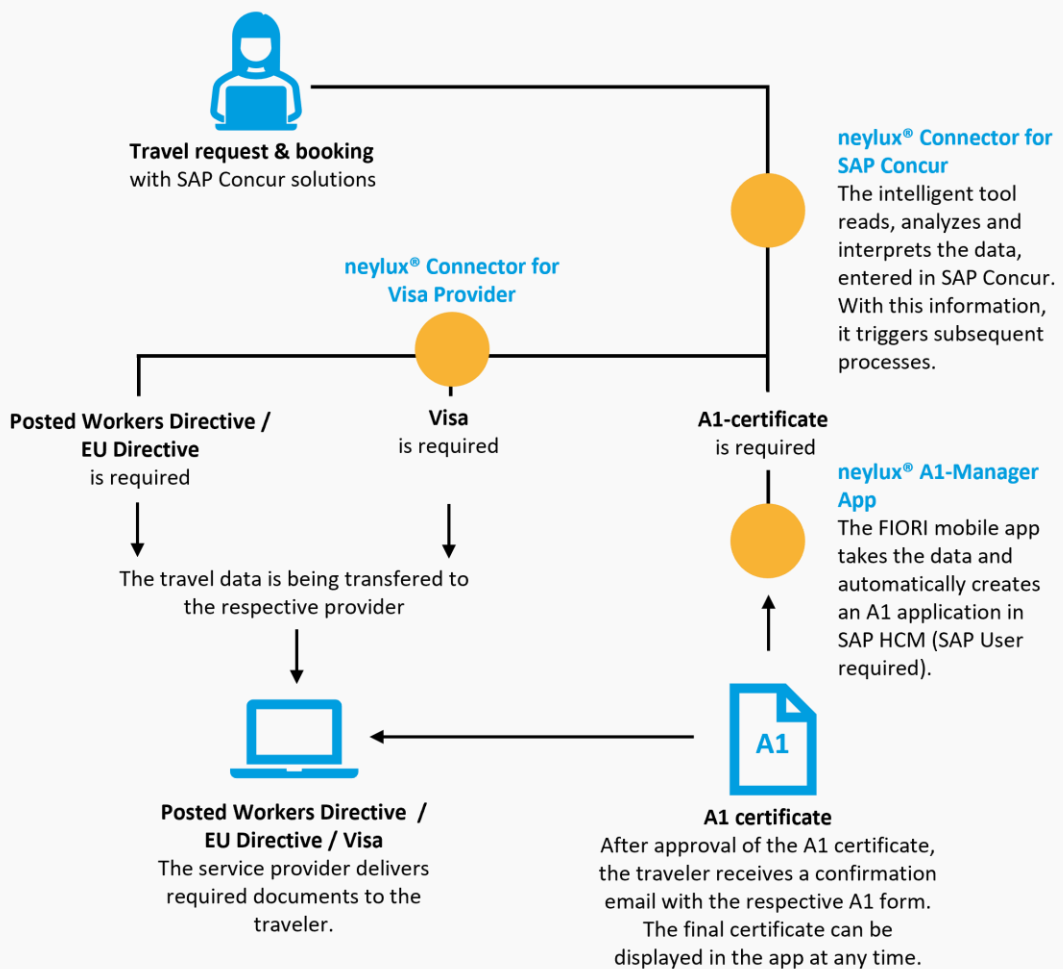 Travel request & booking
with SAP Concur solutions
neylux® Connector for
SAP Concur
The intelligent tool
reads, analyzes and
interprets the data,
entered in SAP Concur.
With this information,
it triggers subsequent
processes.
neylux® Connector for
Visa Provider
Posted Workers Directive /
EU Directive
is required
Visa
is required
A1-certificate
is required
neylux® A1-Manager
App
The FIORI mobile app
takes the data and
automatically creates
an A1 application in
SAP HCM (SAP User
required).
The travel data is being transfered to
the respective provider
A1
Posted Workers Directive /
EU Directive / Visa
The service provider delivers
required documents to the
traveler.
A1 certificate
After approval of the A1 certificate,
the traveler receives a confirmation
email with the respective A1 form.
The final certificate can be
displayed in the app at any time.